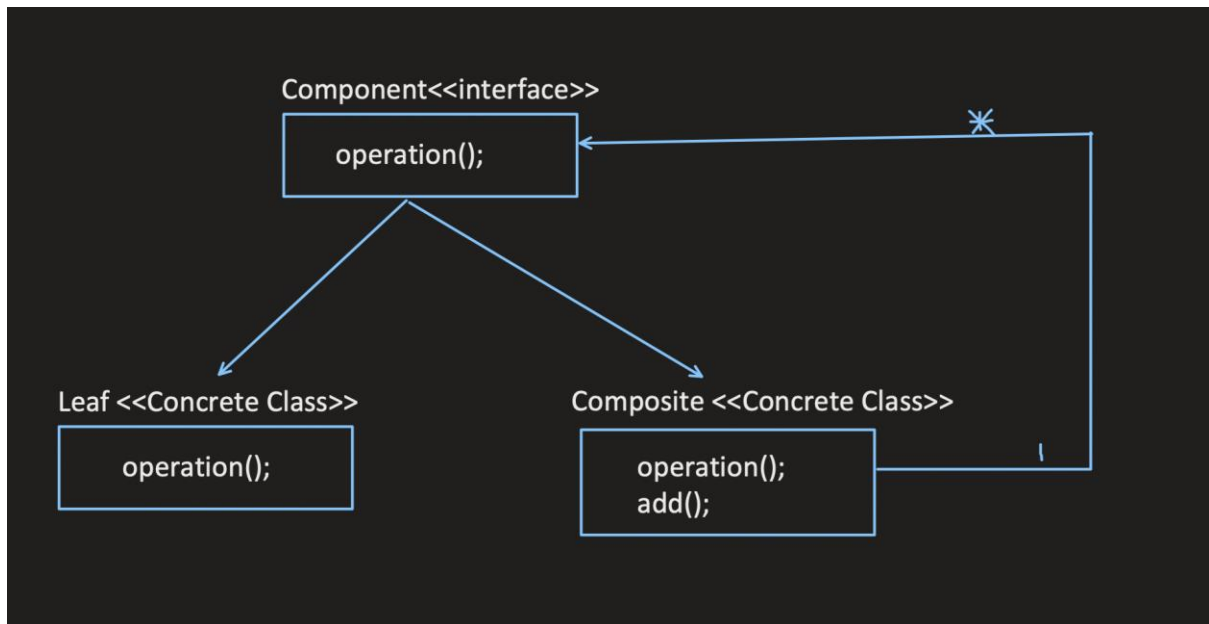 Component<<interface>>
*
operation();
Leaf <<Concrete Class>>
Composite <<Concrete Class>>
operation();
operation();
1
add();